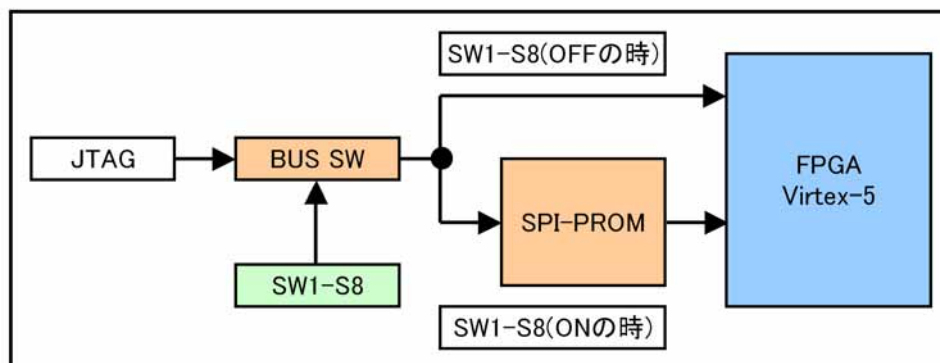 SW1-S8(OFFの時)
JTAG
BUS SW
FPGA
Virtex-5
SPI-PROM
SW1-S8
SW1-S8(ONの時)